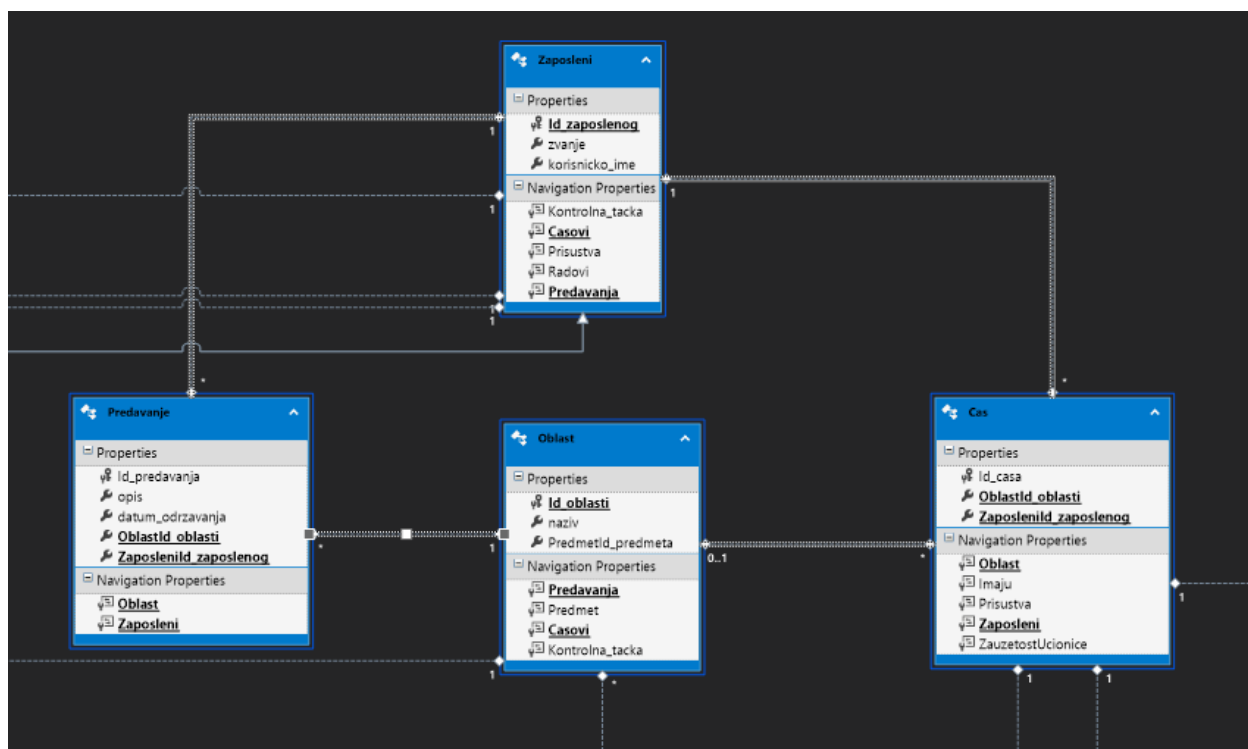 Zaposleni
Properties
Id_zaposlenog
zvanje
korisnicko_ime
Navigation Properties
Kontrolna_tacka
Casovi
Prisustva
Radovi
Predavanja
1
1
1
1
1
*
*
Predavanje
Properties
Id_predavanja
opis
datum_odrzavanja
OblastId_oblasti
ZaposleniId_zaposlenog
Navigation Properties
Oblast
Zaposleni
*
1
Oblast
Properties
Id_oblasti
naziv
PredmetId_predmeta
Navigation Properties
Predavanja
Predmet
Casovi
Kontrolna_tacka
1
*
0..1
*
Cas
Properties
Id_casa
OblastId_oblasti
ZaposleniId_zaposlenog
Navigation Properties
Oblast
Imaju
Prisustva
Zaposleni
ZauzetostUcionice
1
1
1